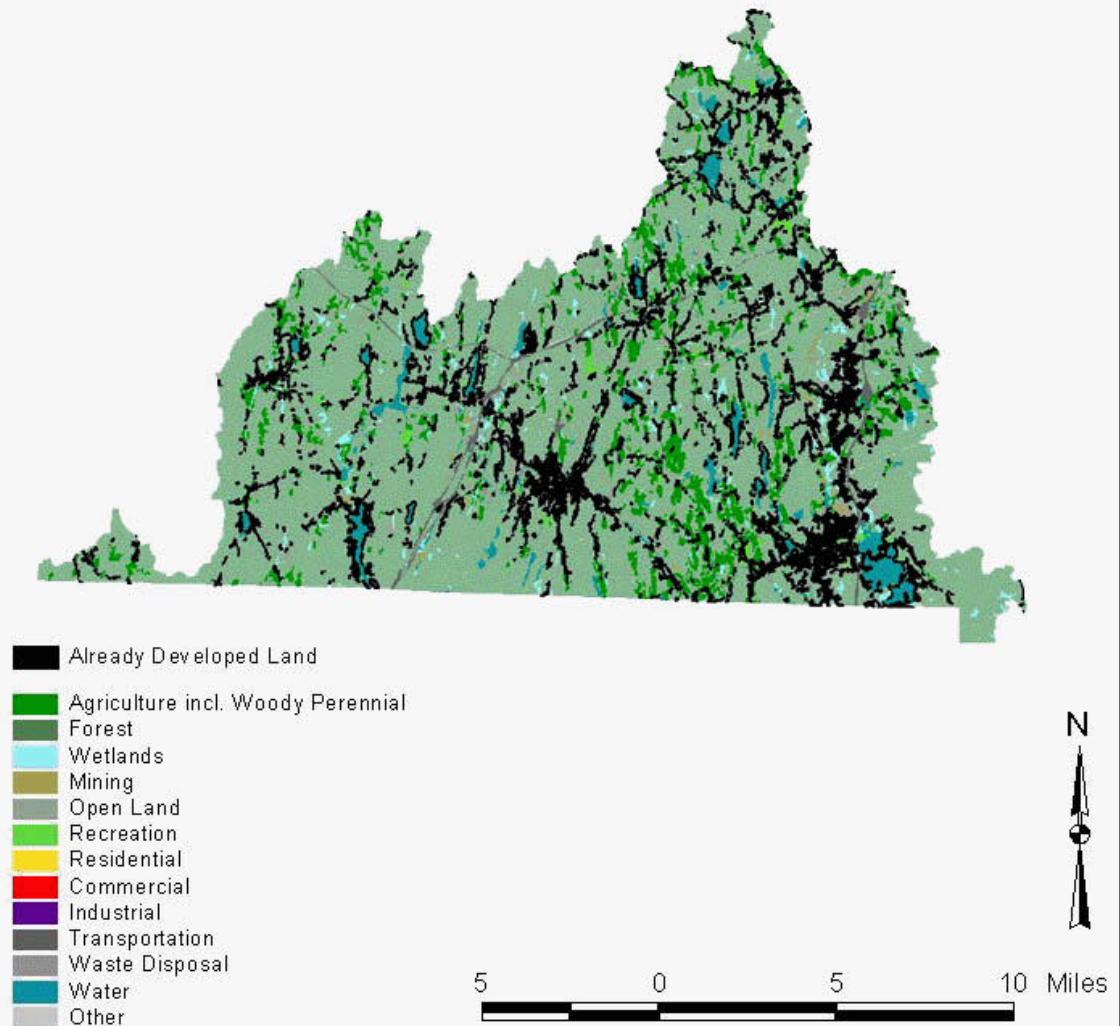 Already Developed Land
Agriculture incl. Woody Perennial
Forest
Wetlands
Mining
Open Land
Recreation
Residential
Commercial
Industrial
Transportation
Waste Disposal
Water
Other
N
5 0 5 10 Miles